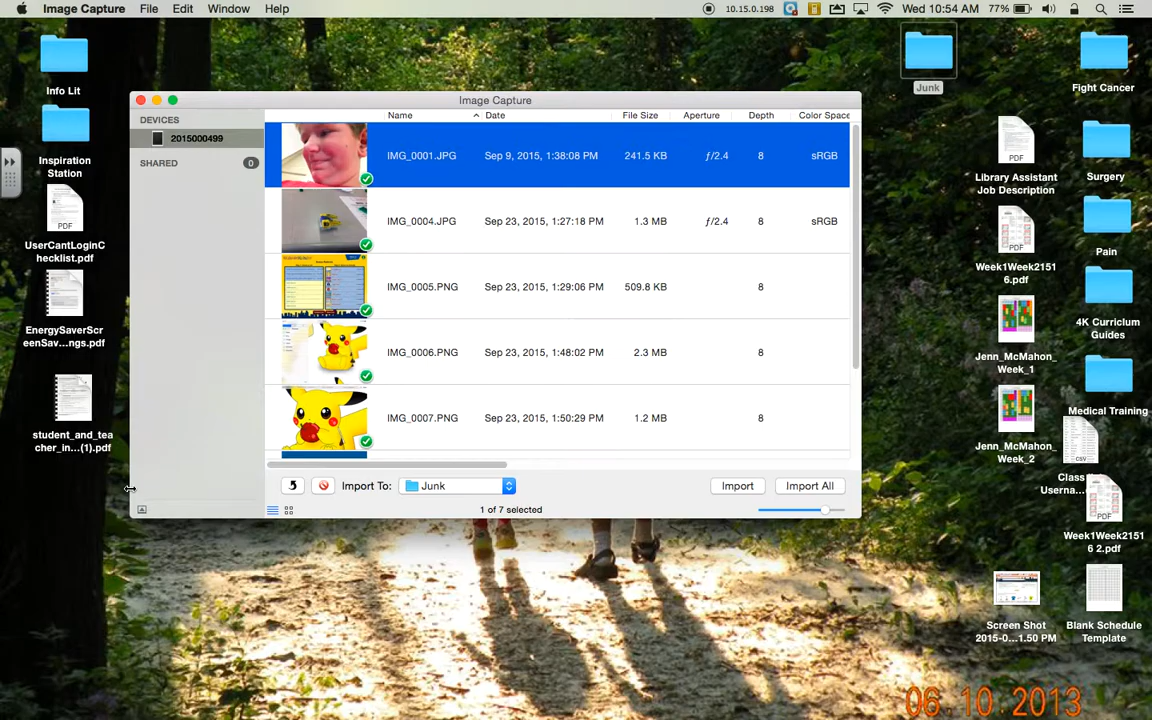 Image Capture File Edit Window Help
10.15.0.198 Wed 10:54 AM 77%
Info Lit
Inspiration
Station
PDF
UserCantLoginC
hecklist.pdf
EnergySaverScr
eenSav...ngs.pdf
student_and_tea
cher_in...(1).pdf
Image Capture
DEVICES
2015000499
SHARED 0
Name Date File Size Aperture Depth Color Space
IMG_0001.JPG Sep 9, 2015, 1:38:08 PM 241.5 KB ƒ/2.4 8 sRGB
IMG_0004.JPG Sep 23, 2015, 1:27:18 PM 1.3 MB ƒ/2.4 8 sRGB
IMG_0005.PNG Sep 23, 2015, 1:29:06 PM 509.8 KB 8
IMG_0006.PNG Sep 23, 2015, 1:48:02 PM 2.3 MB 8
IMG_0007.PNG Sep 23, 2015, 1:50:29 PM 1.2 MB 8
Import To: Junk Import Import All
1 of 7 selected
Junk
Fight Cancer
PDF
Library Assistant
Job Description
Surgery
PDF
Week1Week2151
6.pdf
Pain
4K Curriclum
Guides
Jenn_McMahon_
Week_1
Medical Training
Jenn_McMahon_
Week_2
CSV
Class
Userna...
PDF
Week1Week2151
6 2.pdf
Screen Shot
2015-0...1.50 PM
Blank Schedule
Template
06 10 2013